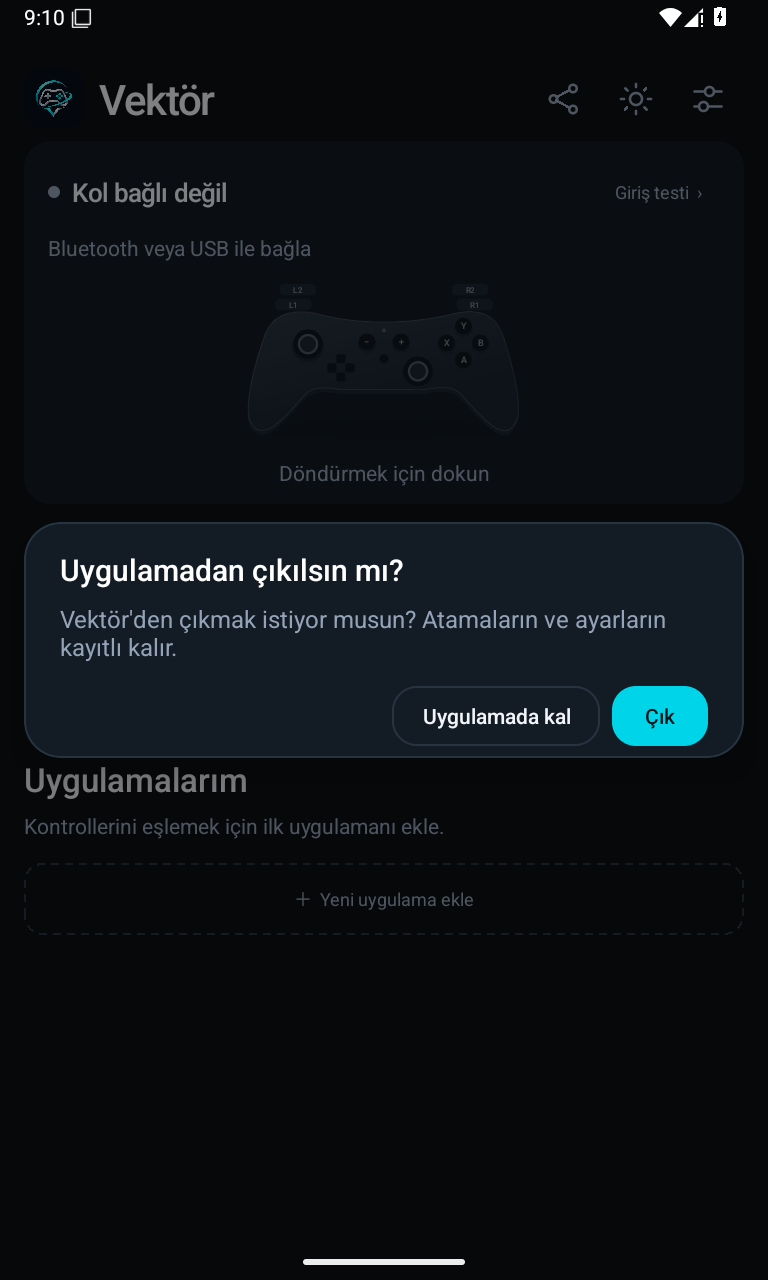 9:10
Vektör
Kol bağlı değil
Giriş testi ›
Bluetooth veya USB ile bağla
L2
R2
L1
R1
Y
X
B
A
Döndürmek için dokun
Uygulamadan çıkılsın mı?
Vektör'den çıkmak istiyor musun? Atamaların ve ayarların
kayıtlı kalır.
Uygulamada kal
Çık
Uygulamalarım
Kontrollerini eşlemek için ilk uygulamanı ekle.
+ Yeni uygulama ekle